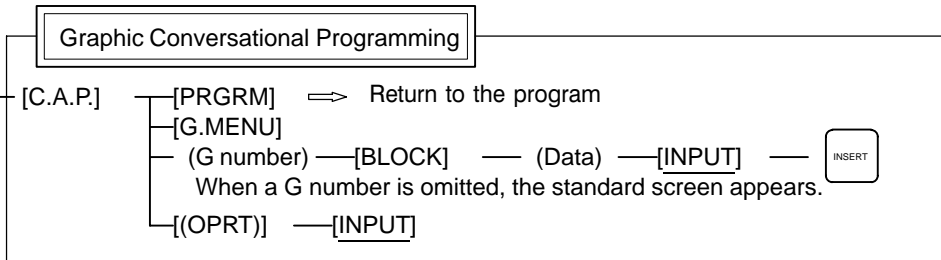 Graphic Conversational Programming
[C.A.P.] [PRGRM] Return to the program
[G.MENU]
(G number) [BLOCK] (Data) [INPUT] INSERT
When a G number is omitted, the standard screen appears.
[(OPRT)] [INPUT]